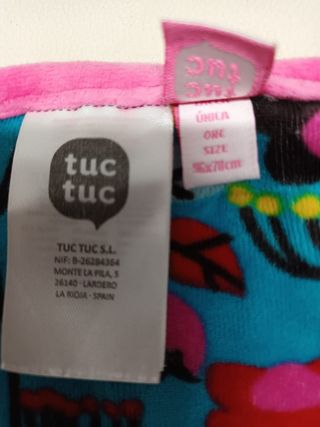 tuc
tuc
TUC TUC S.L.
NIF: B-26284364
MONTE LA PILA, 5
26140 · LARDERO
LA RIOJA · SPAIN
tuc
tuc
ÚNICA
ONE
SIZE
96x70cm